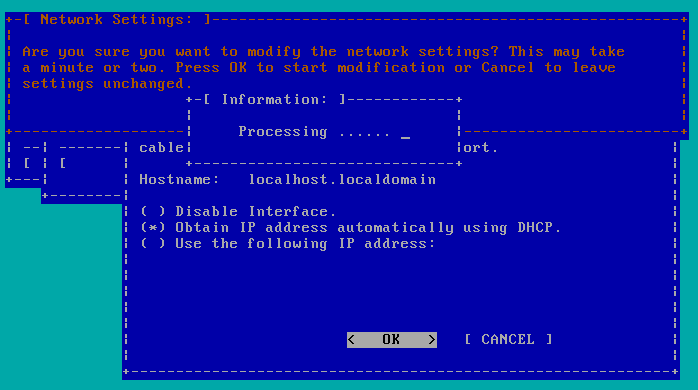 [ Network Settings: ]
Are you sure you want to modify the network settings? This may take
a minute or two. Press OK to start modification or Cancel to leave
settings unchanged.
[ Information: ]
Processing ...... _
cable
ort.
[ [
Hostname: localhost.localdomain
( ) Disable Interface.
(*) Obtain IP address automatically using DHCP.
( ) Use the following IP address:
< OK > [ CANCEL ]